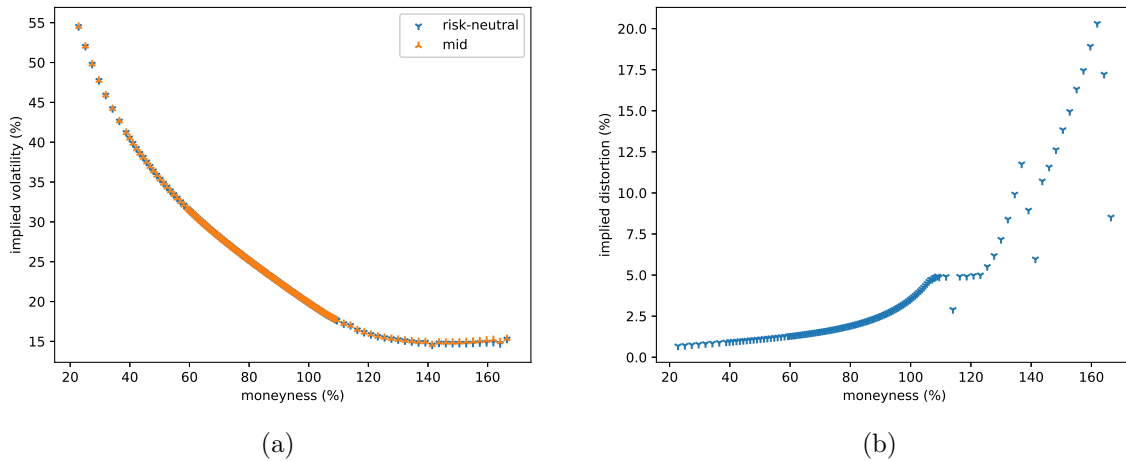 risk-neutral
mid
implied volatility (%)
55
50
45
40
35
30
25
20
15
20 40 60 80 100 120 140 160
moneyness (%)
(a)
implied distortion (%)
20.0
17.5
15.0
12.5
10.0
7.5
5.0
2.5
0.0
20 40 60 80 100 120 140 160
moneyness (%)
(b)